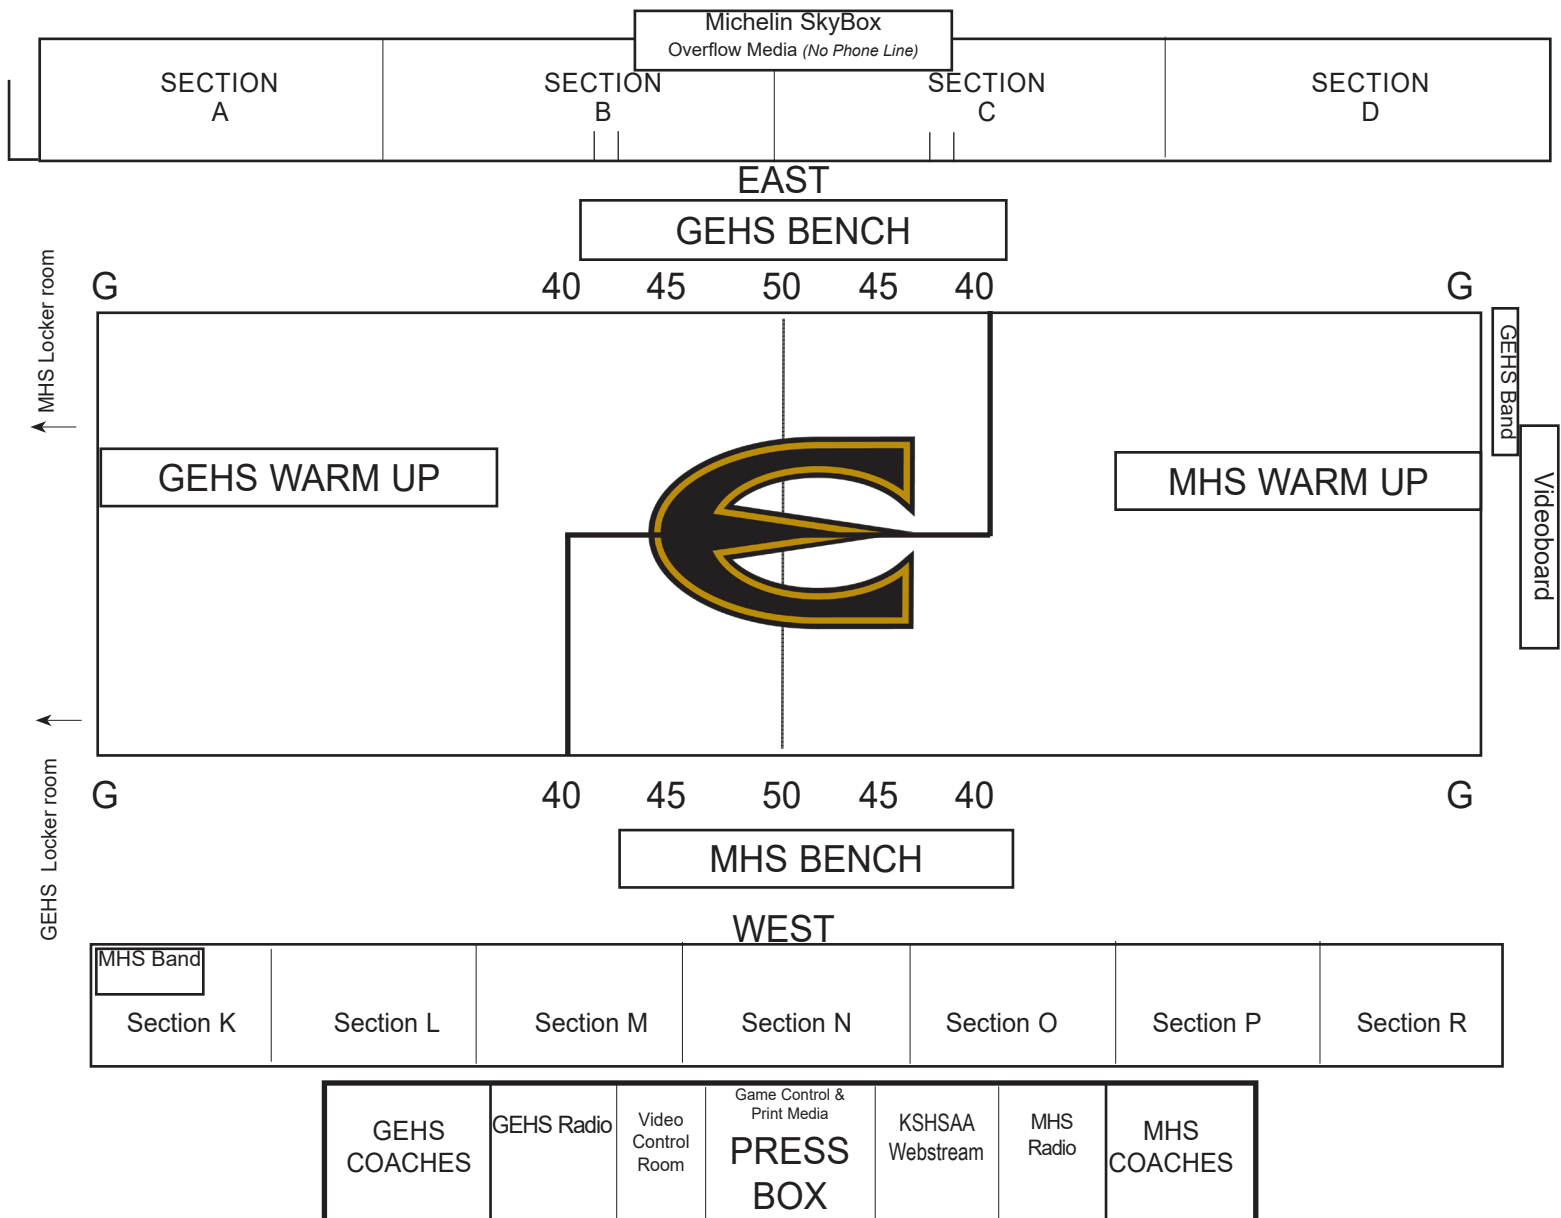 Michelin SkyBox
Overflow Media (No Phone Line)
SECTION
A
SECTION
B
SECTION
C
SECTION
D
EAST
GEHS BENCH
G 40 45 50 45 40 G
MHS Locker room
GEHS Band
GEHS WARM UP
MHS WARM UP
Videoboard
GEHS Locker room
G 40 45 50 45 40 G
MHS BENCH
WEST
MHS Band
Section K Section L Section M Section N Section O Section P Section R
GEHS
COACHES
GEHS Radio
Video
Control
Room
Game Control &
Print Media
PRESS
BOX
KSHSAA
Webstream
MHS
Radio
MHS
COACHES